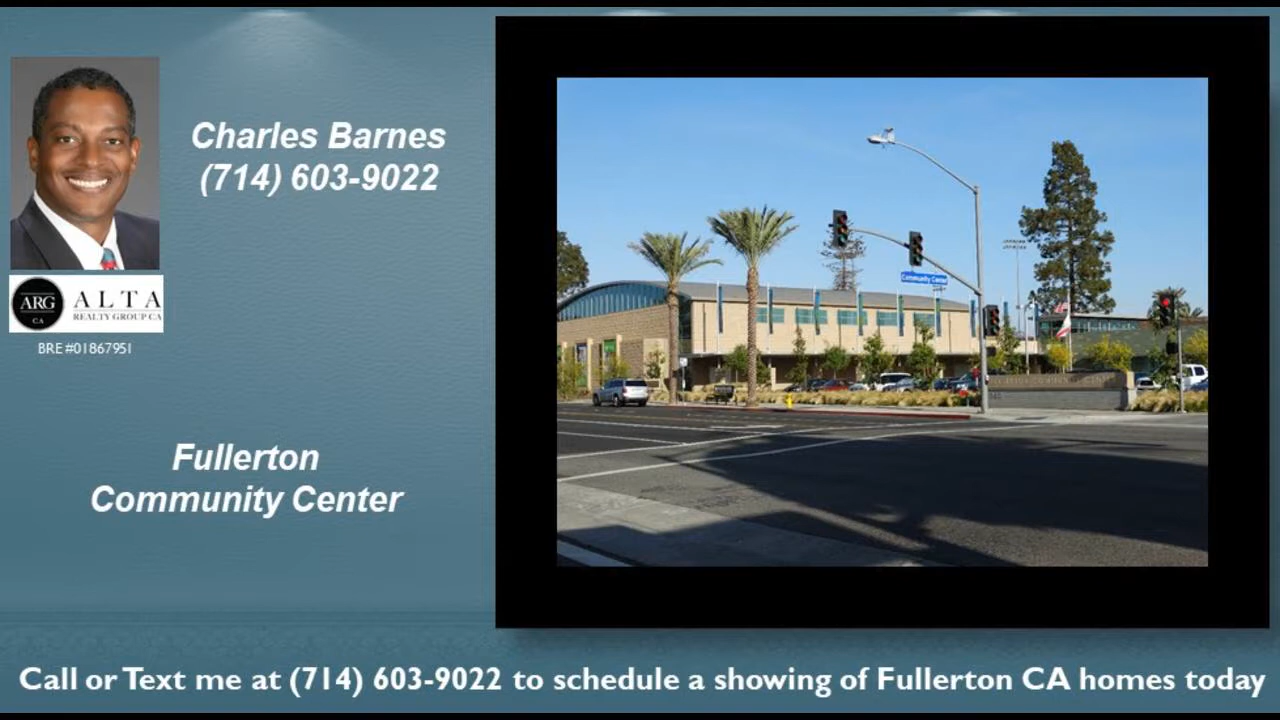 Charles Barnes
(714) 603-9022
ARG
CA
ALTA
REALTY GROUP CA
BRE #01867951
Community Center
Fullerton
Community Center
Call or Text me at (714) 603-9022 to schedule a showing of Fullerton CA homes today